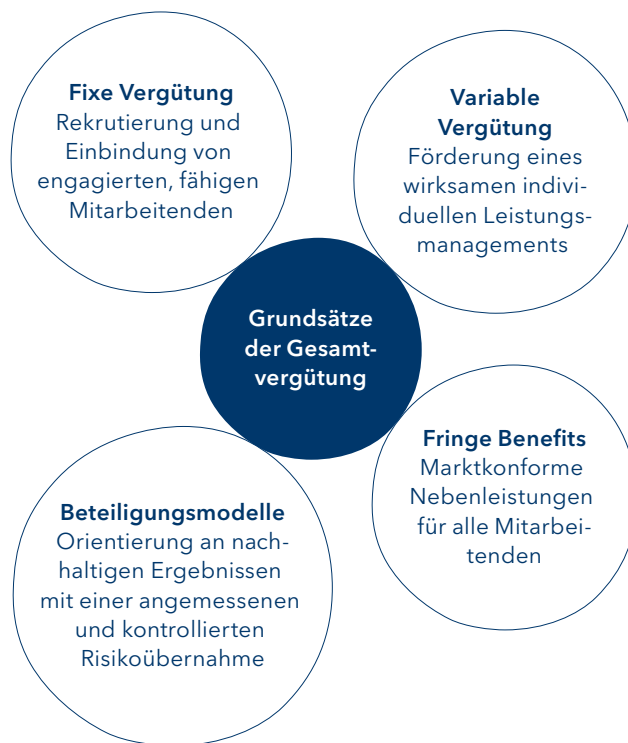 Fixe Vergütung
Rekrutierung und
Einbindung von
engagierten, fähigen
Mitarbeitenden
Variable
Vergütung
Förderung eines
wirksamen indivi-
duellen Leistungs-
managements
Grundsätze
der Gesamt-
vergütung
Fringe Benefits
Marktkonforme
Nebenleistungen
für alle Mitarbei-
tenden
Beteiligungsmodelle
Orientierung an nach-
haltigen Ergebnissen
mit einer angemessenen
und kontrollierten
Risikoübernahme